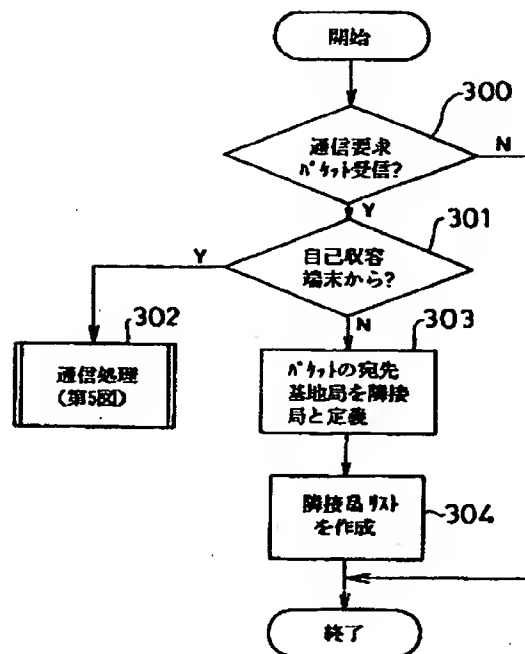 開始
300
通信要求
パケット受信?
N
Y
301
自己収容
端末から?
Y
N
302
通信処理
(第5図)
303
パケットの宛先
基地局を隣接
局と定義
隣接局リスト
を作成
304
終了